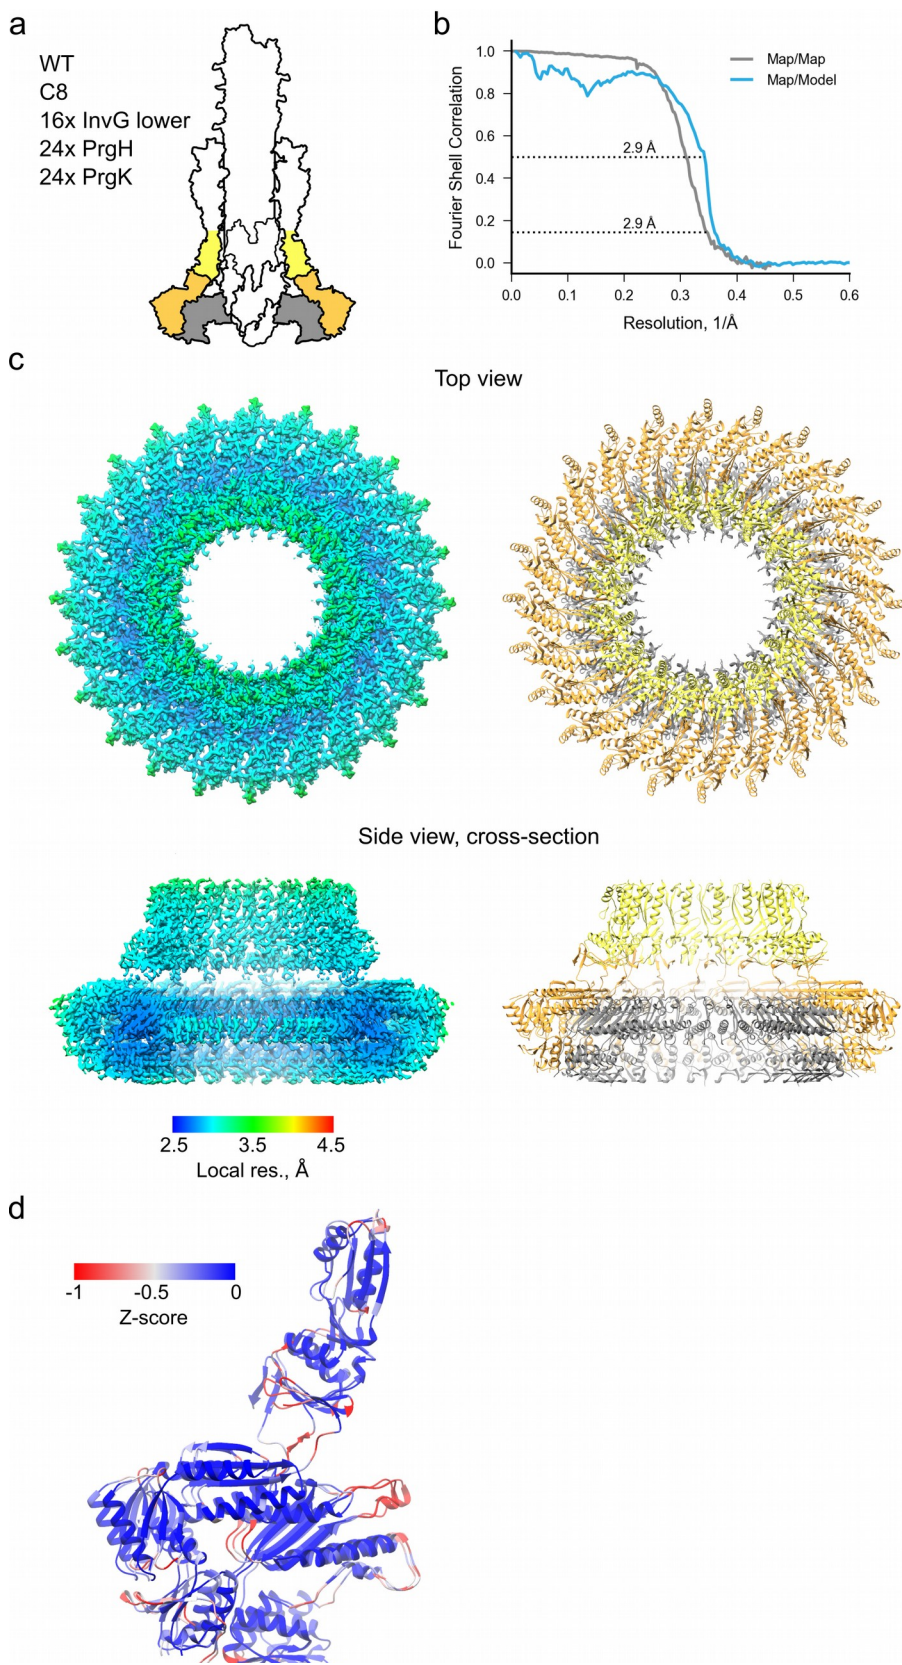 a
WT
C8
16x InvG lower
24x PrgH
24x PrgK
b
Fourier Shell Correlation
1.0
0.8
0.6
0.4
0.2
0.0
Map/Map
Map/Model
2.9 Å
2.9 Å
0.0 0.1 0.2 0.3 0.4 0.5 0.6
Resolution, 1/Å
c
Top view
Side view, cross-section
2.5 3.5 4.5
Local res., Å
d
-1 -0.5 0
Z-score